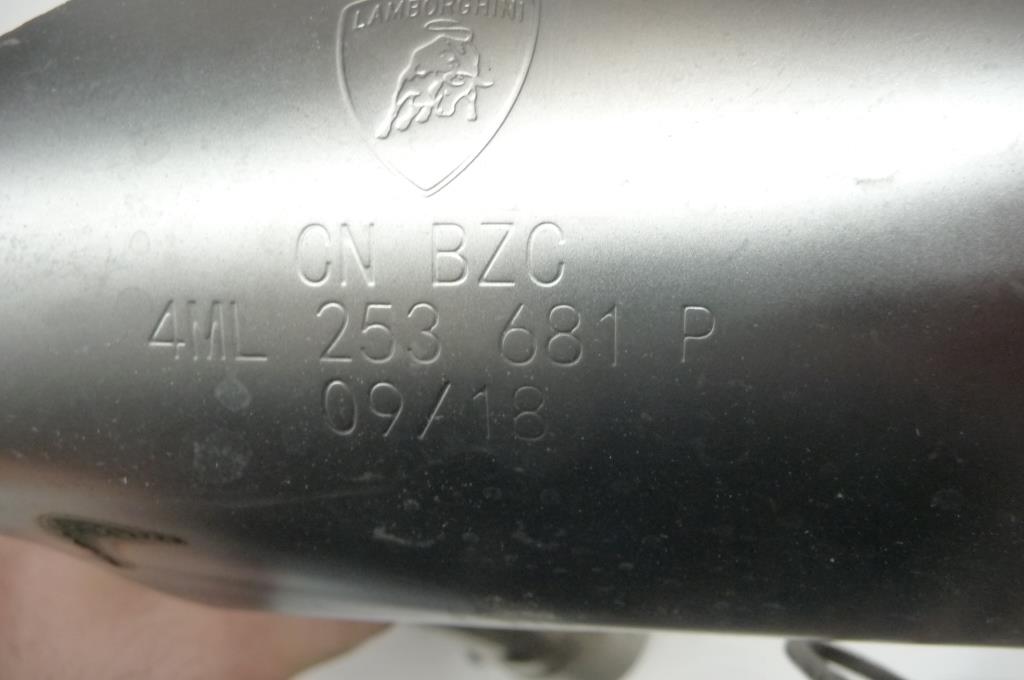 LAMBORGHINI
CN BZC
4ML 253 681 P
09/18